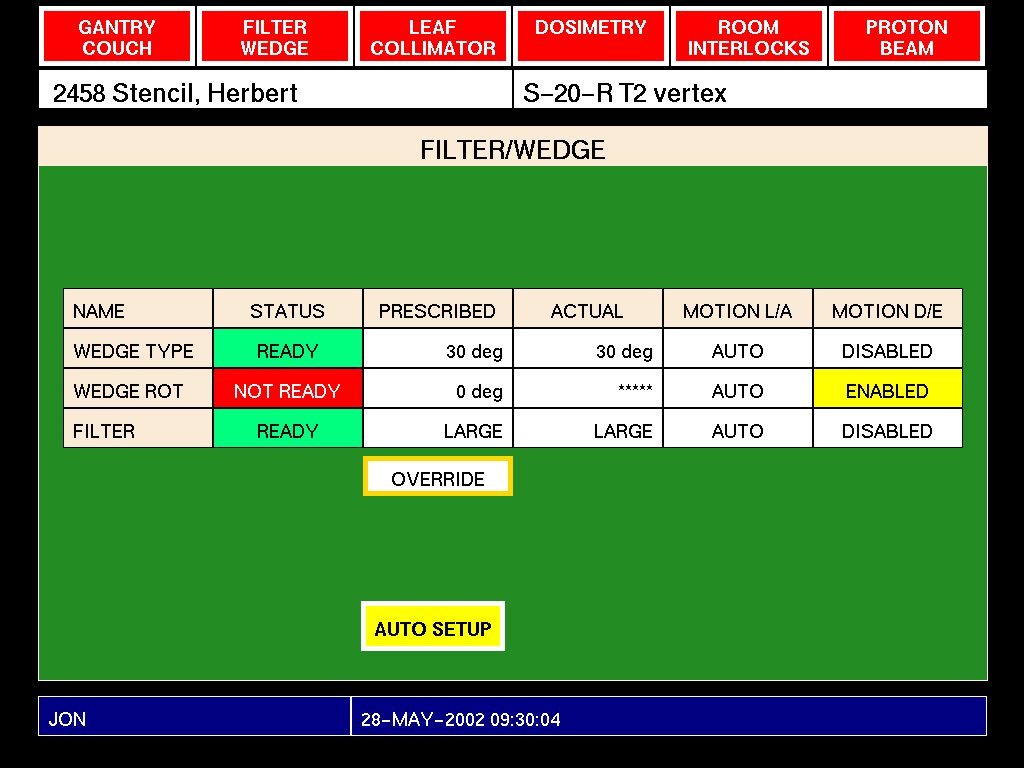 GANTRY COUCH
FILTER WEDGE
LEAF COLLIMATOR
DOSIMETRY
ROOM INTERLOCKS
PROTON BEAM
2458 Stencil, Herbert
S-20-R T2 vertex
FILTER/WEDGE
NAME STATUS PRESCRIBED ACTUAL MOTION L/A MOTION D/E
WEDGE TYPE READY 30 deg 30 deg AUTO DISABLED
WEDGE ROT NOT READY 0 deg ***** AUTO ENABLED
FILTER READY LARGE LARGE AUTO DISABLED
OVERRIDE
AUTO SETUP
JON 28-MAY-2002 09:30:04